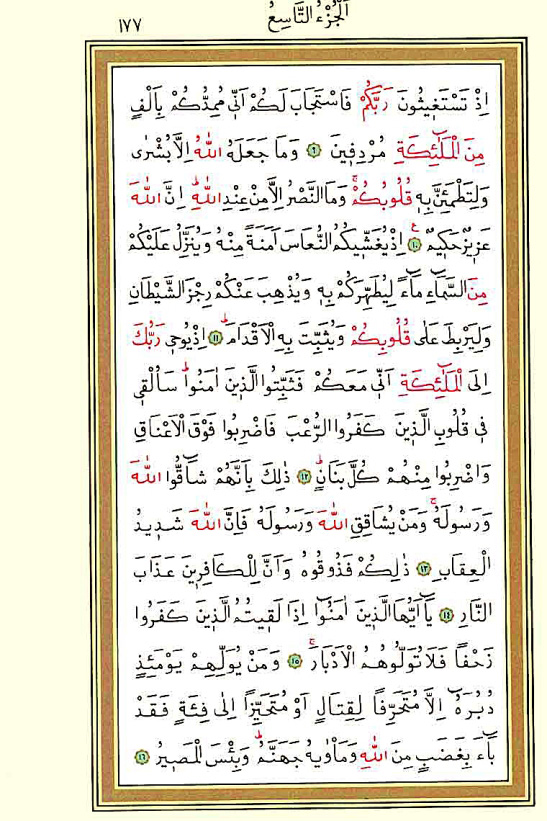 اَلْجُزْءُ التَّاسِعُ
١٧٧
اِذْ تَسْتَغ۪يثُونَ رَبَّكُمْ فَاسْتَجَابَ لَكُمْ اَنّ۪ي مُمِدُّكُمْ بِاَلْفٍ
مِنَ الْمَلٰٓئِكَةِ مُرْدِف۪ينَ ﴿٩﴾ وَمَا جَعَلَهُ اللّٰهُ اِلَّا بُشْرٰى
وَلِتَطْمَئِنَّ بِه۪ قُلُوبُكُمْۚ وَمَا النَّصْرُ اِلَّا مِنْ عِنْدِ اللّٰهِۜ اِنَّ اللّٰهَ
عَز۪يزٌ حَك۪يمٌ۟ ﴿١٠﴾ اِذْ يُغَشّ۪يكُمُ النُّعَاسَ اَمَنَةً مِنْهُ وَيُنَزِّلُ عَلَيْكُمْ
مِنَ السَّمَٓاءِ مَٓاءً لِيُطَهِّرَكُمْ بِه۪ وَيُذْهِبَ عَنْكُمْ رِجْزَ الشَّيْطَانِ
وَلِيَرْبِطَ عَلٰى قُلُوبِكُمْ وَيُثَبِّتَ بِهِ الْاَقْدَامَۜ ﴿١١﴾ اِذْ يُوح۪ي رَبُّكَ
اِلَى الْمَلٰٓئِكَةِ اَنّ۪ي مَعَكُمْ فَثَبِّتُوا الَّذ۪ينَ اٰمَنُواۜ سَاُلْق۪ي
ف۪ي قُلُوبِ الَّذ۪ينَ كَفَرُوا الرُّعْبَ فَاضْرِبُوا فَوْقَ الْاَعْنَاقِ
وَاضْرِبُوا مِنْهُمْ كُلَّ بَنَانٍۜ ﴿١٢﴾ ذٰلِكَ بِاَنَّهُمْ شَٓاقُّوا اللّٰهَ
وَرَسُولَهُۚ وَمَنْ يُشَاقِقِ اللّٰهَ وَرَسُولَهُ فَاِنَّ اللّٰهَ شَد۪يدُ
الْعِقَابِ ﴿١٣﴾ ذٰلِكُمْ فَذُوقُوهُ وَاَنَّ لِلْكَافِر۪ينَ عَذَابَ
النَّارِ ﴿١٤﴾ يَٓا اَيُّهَا الَّذ۪ينَ اٰمَنُٓوا اِذَا لَق۪يتُمُ الَّذ۪ينَ كَفَرُوا
زَحْفًا فَلَا تُوَلُّوهُمُ الْاَدْبَارَۚ ﴿١٥﴾ وَمَنْ يُوَلِّهِمْ يَوْمَئِذٍ
دُبُرَهُٓ اِلَّا مُتَحَرِّفًا لِقِتَالٍ اَوْ مُتَحَيِّزًا اِلٰى فِئَةٍ فَقَدْ
بَٓاءَ بِغَضَبٍ مِنَ اللّٰهِ وَمَأْوٰيهُ جَهَنَّمُۜ وَبِئْسَ الْمَص۪يرُ ﴿١٦﴾